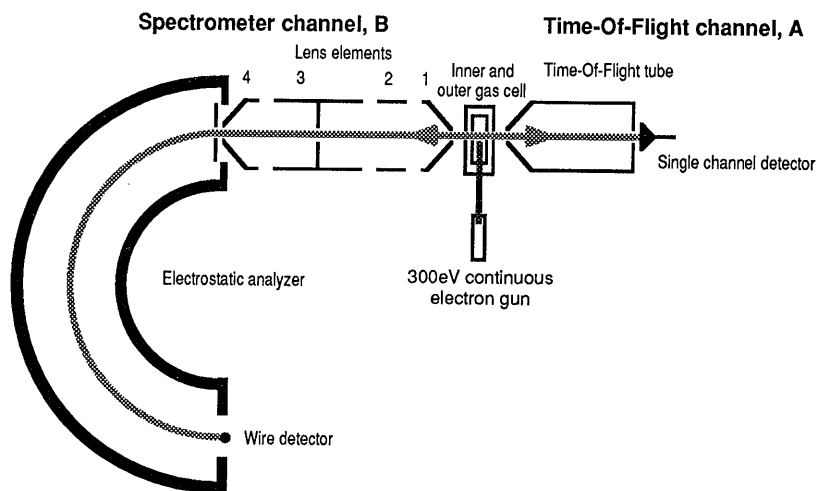 Spectrometer channel, B
Time-Of-Flight channel, A
Lens elements
4 3 2 1
Inner and
outer gas cell
Time-Of-Flight tube
Single channel detector
300eV continuous
electron gun
Electrostatic analyzer
Wire detector